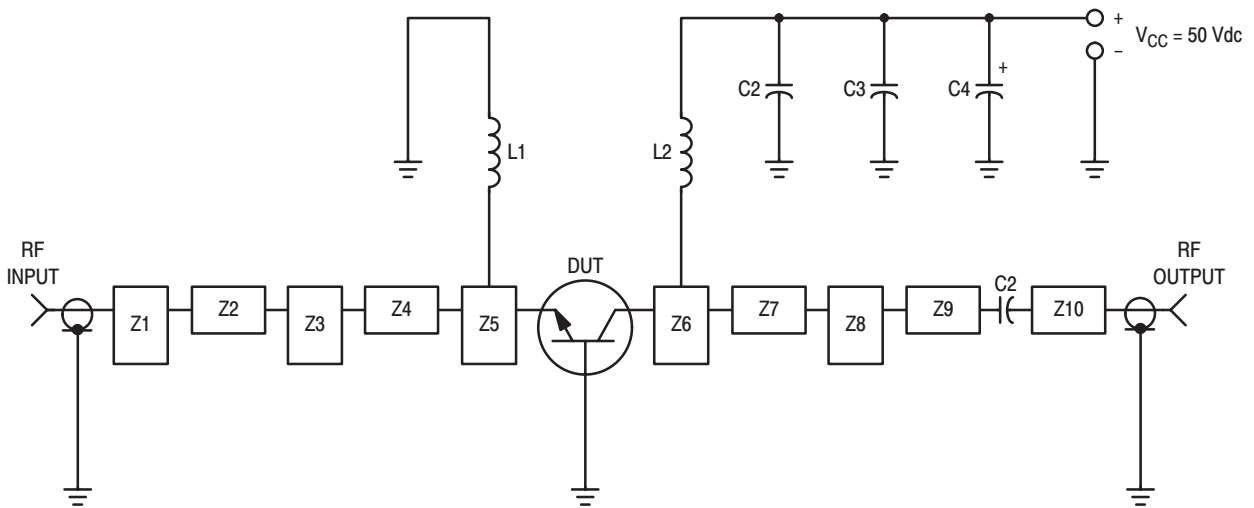 +
V_CC = 50 Vdc
−
C2
C3
+
C4
L1
L2
RF
INPUT
DUT
RF
OUTPUT
Z1
Z2
Z3
Z4
Z5
Z6
Z7
Z8
Z9
C2
Z10